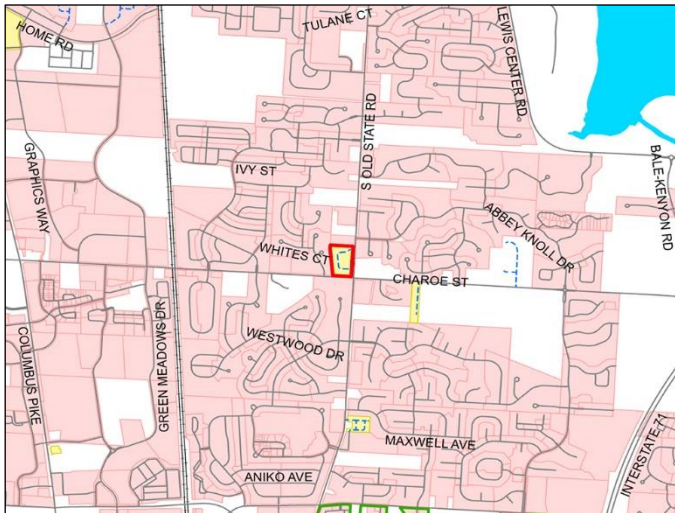 TULANE CT
HOME RD
LEWIS CENTER RD
S OLD STATE RD
GRAPHICS WAY
IVY ST
BALE-KENYON RD
ABBEY KNOLL DR
WHITES CT
CHAROE ST
GREEN MEADOWS DR
COLUMBUS PIKE
WESTWOOD DR
MAXWELL AVE
INTERSTATE 71
ANIKO AVE